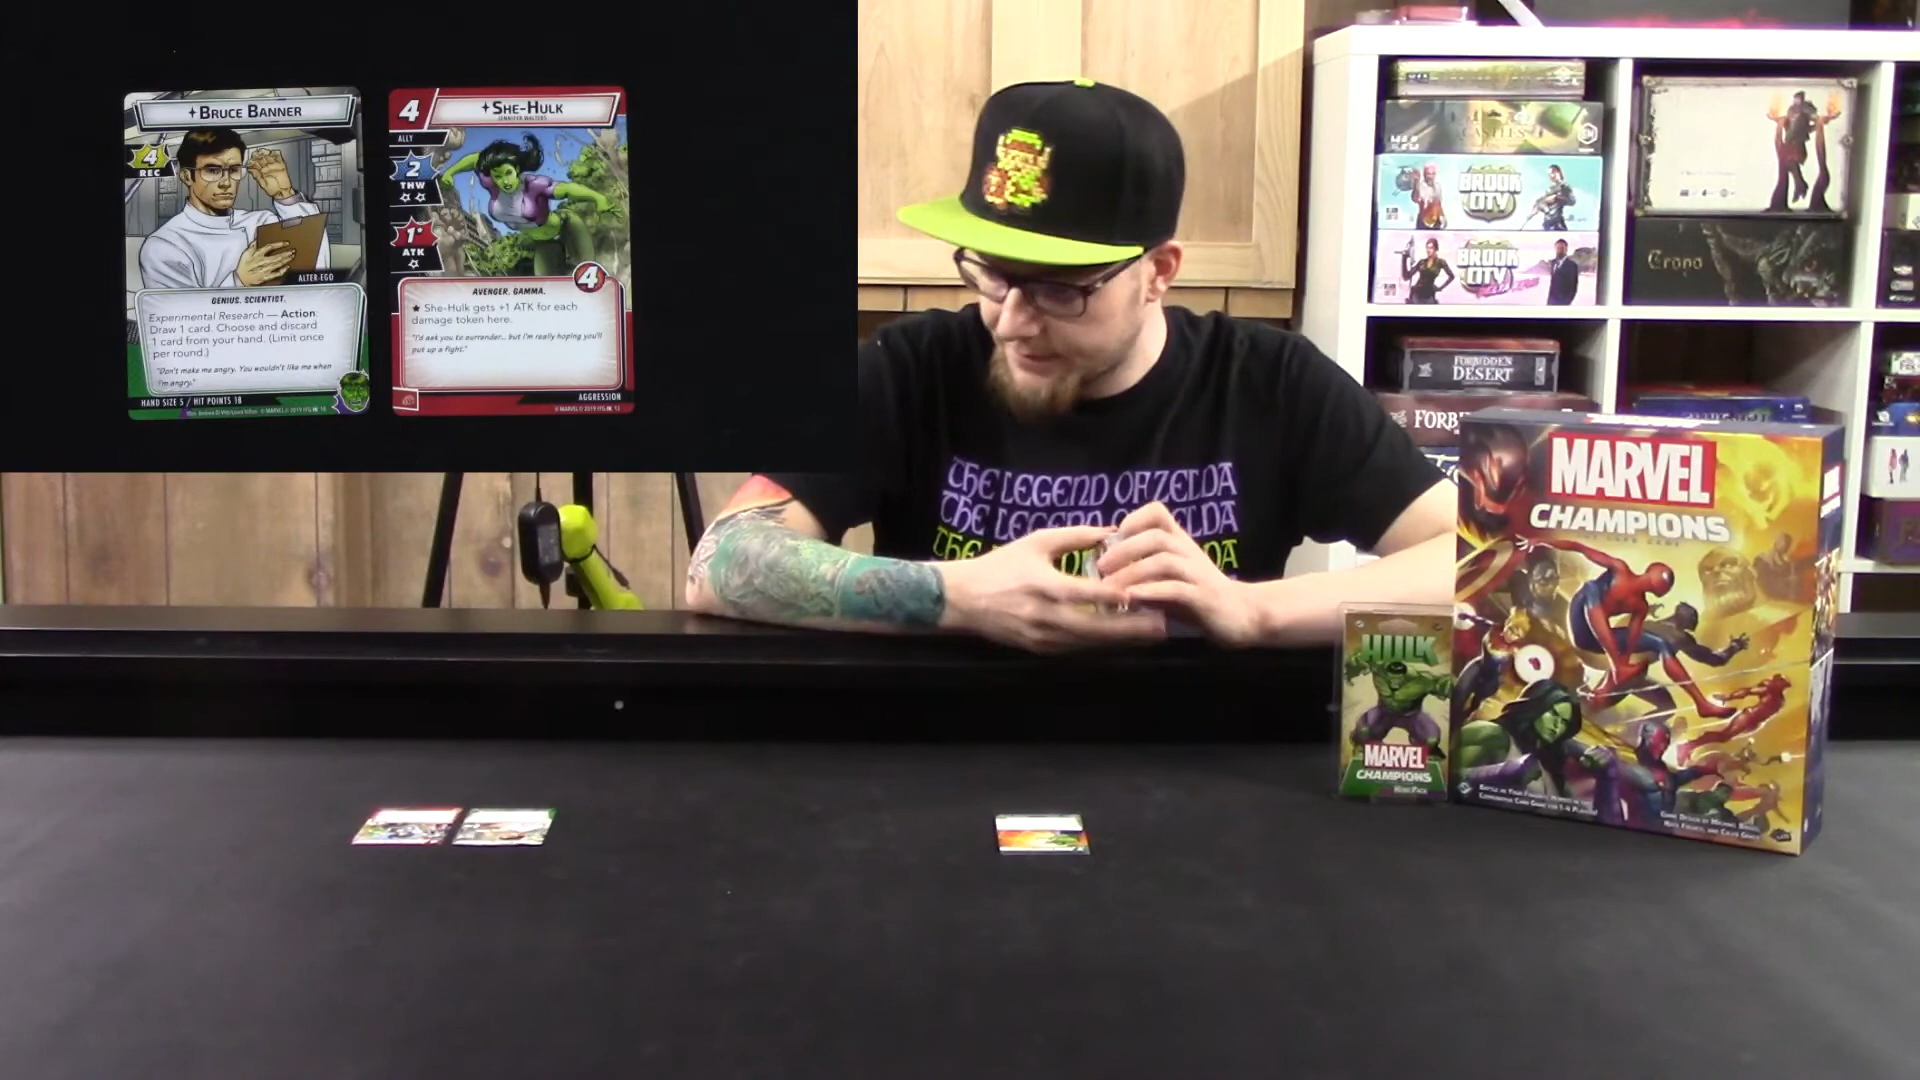 BRUCE BANNER
4
REC
ALTER-EGO
GENIUS. SCIENTIST.
Experimental Research — Action:
Draw 1 card. Choose and discard
1 card from your hand. (Limit once
per round.)
"Don't make me angry. You wouldn't like me when
I'm angry."
HAND SIZE 5 / HIT POINTS 18
4
SHE-HULK
JENNIFER WALTERS
ALLY
2
THW
1
ATK
4
AVENGER. GAMMA.
★ She-Hulk gets +1 ATK for each
damage token here.
"I'd ask you to surrender... but I'm really hoping you'll
put up a fight."
AGGRESSION
THE LEGEND OF ZELDA
THE LEGEND OF ZELDA
THE
BROOK
CITY
BROOK
CITY
FORBIDDEN
DESERT
FORB
Crono
HULK
MARVEL
CHAMPIONS
HERO PACK
MARVEL
CHAMPIONS